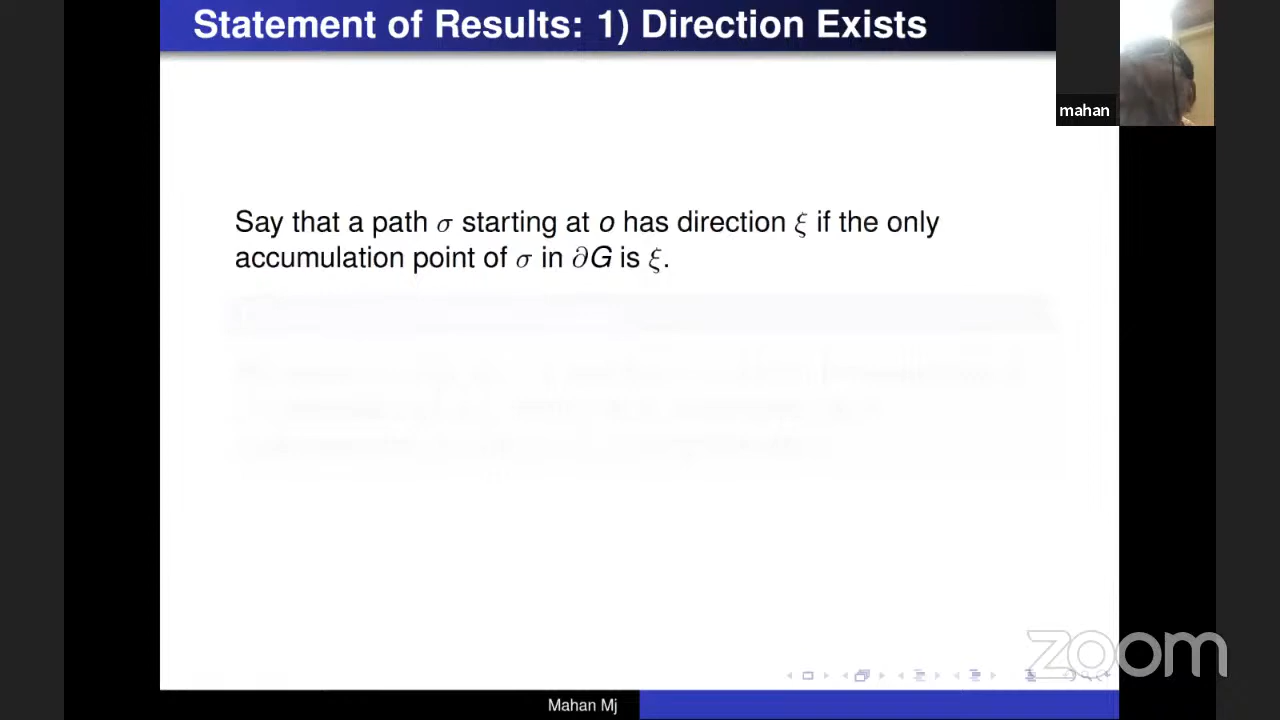 Statement of Results: 1) Direction Exists
mahan
Say that a path σ starting at o has direction ξ if the only
accumulation point of σ in ∂G is ξ.
zoom
Mahan Mj